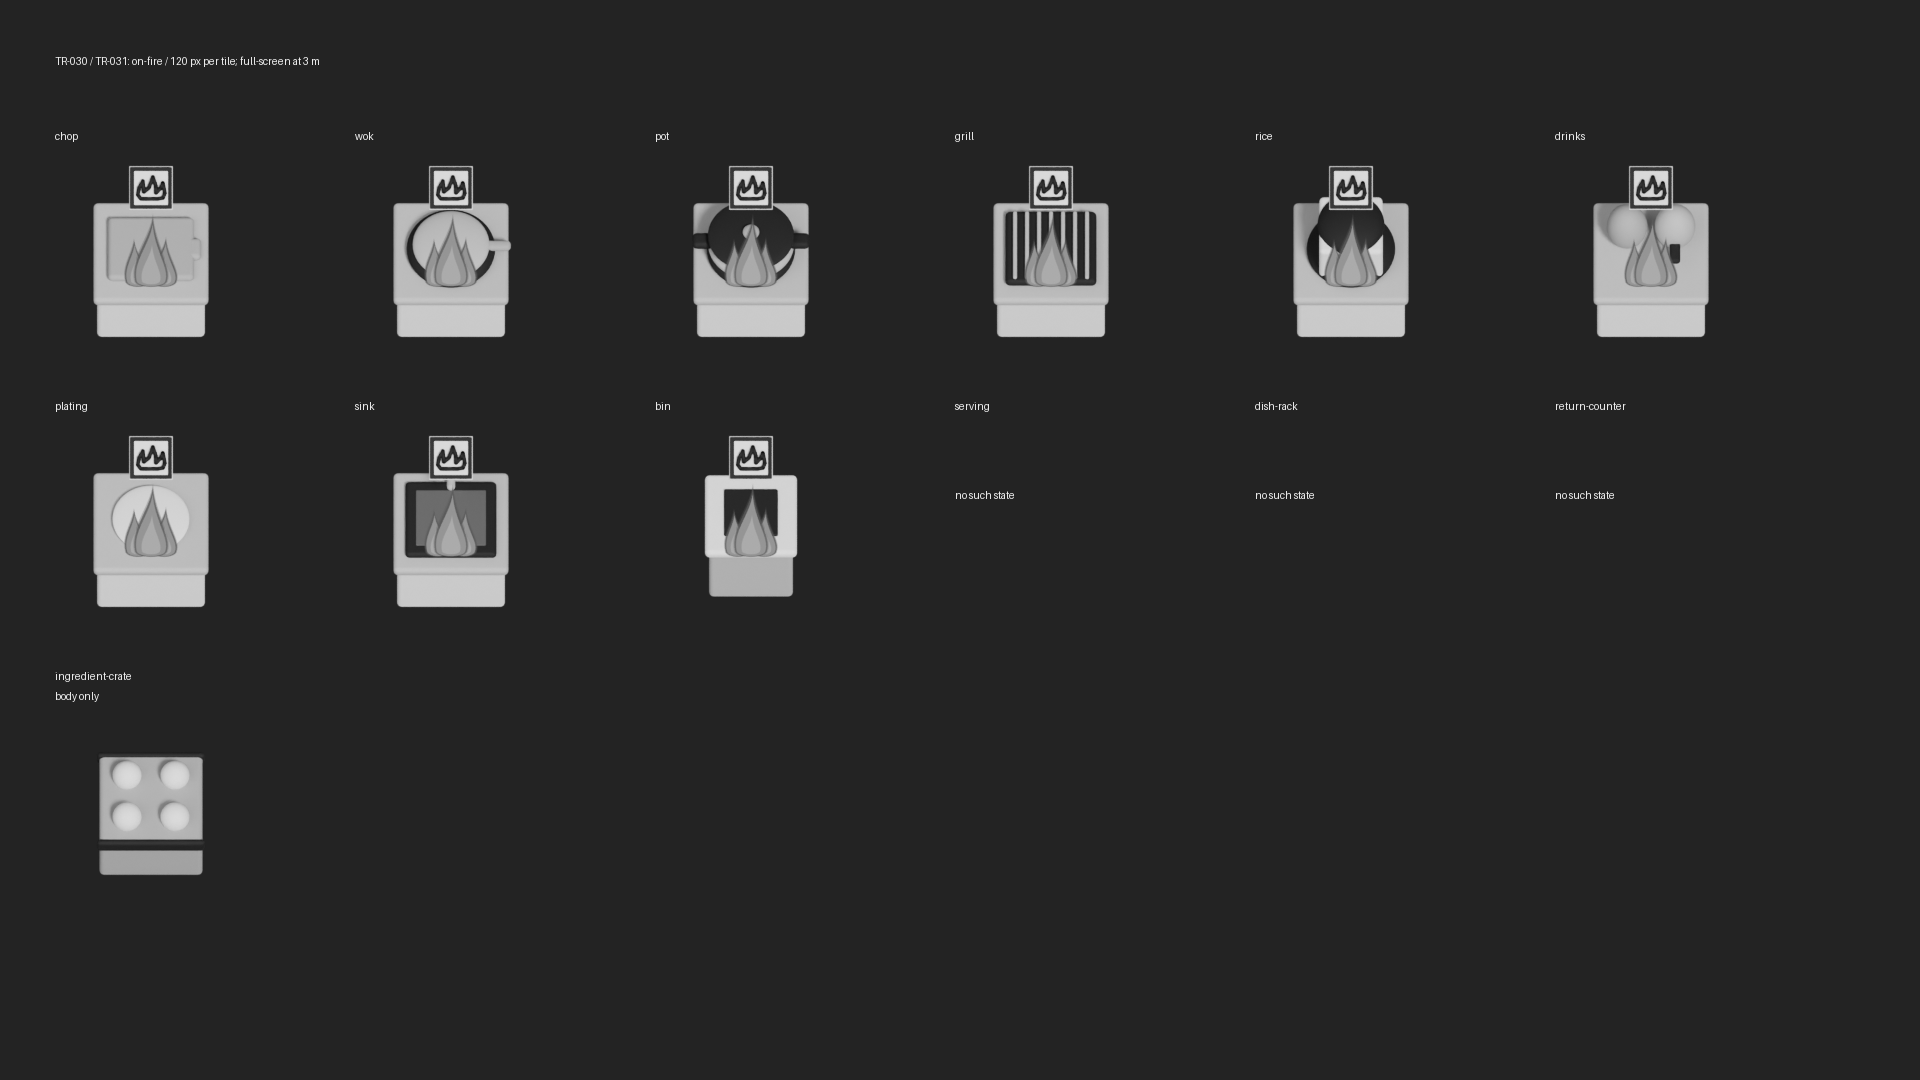 TR-030 / TR-031: on-fire / 120 px per tile; full-screen at 3 m
chop
wok
pot
grill
rice
drinks
plating
sink
bin
serving
dish-rack
return-counter
no such state
no such state
no such state
ingredient-crate
body only